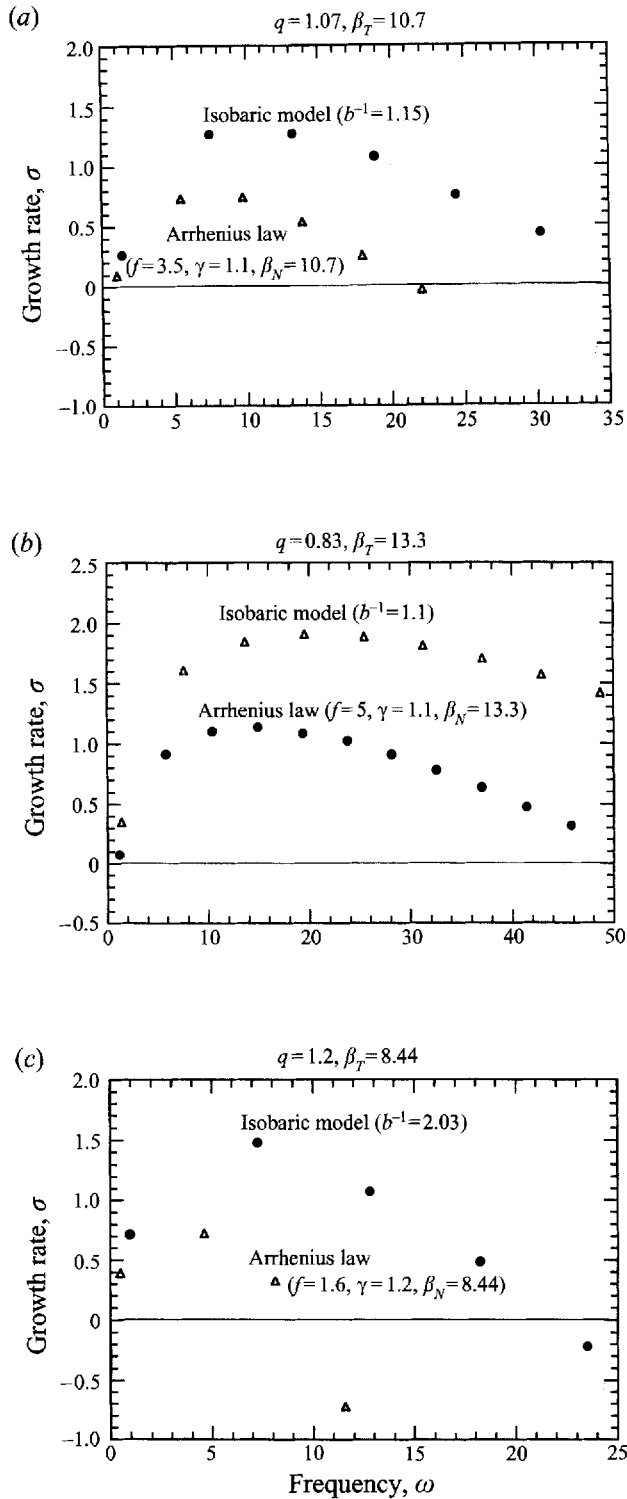 (a)
q=1.07, β_T=10.7
2.0
1.5
1.0
0.5
0
−0.5
−1.0
Growth rate, σ
Isobaric model (b⁻¹=1.15)
Arrhenius law
(f=3.5, γ=1.1, β_N=10.7)
0 5 10 15 20 25 30 35
(b)
q=0.83, β_T=13.3
2.5
2.0
1.5
1.0
0.5
0
−0.5
Growth rate, σ
Isobaric model (b⁻¹=1.1)
Arrhenius law (f=5, γ=1.1, β_N=13.3)
0 10 20 30 40 50
(c)
q=1.2, β_T=8.44
2.0
1.5
1.0
0.5
0
−0.5
−1.0
Growth rate, σ
Isobaric model (b⁻¹=2.03)
Arrhenius law
(f=1.6, γ=1.2, β_N=8.44)
0 5 10 15 20 25
Frequency, ω